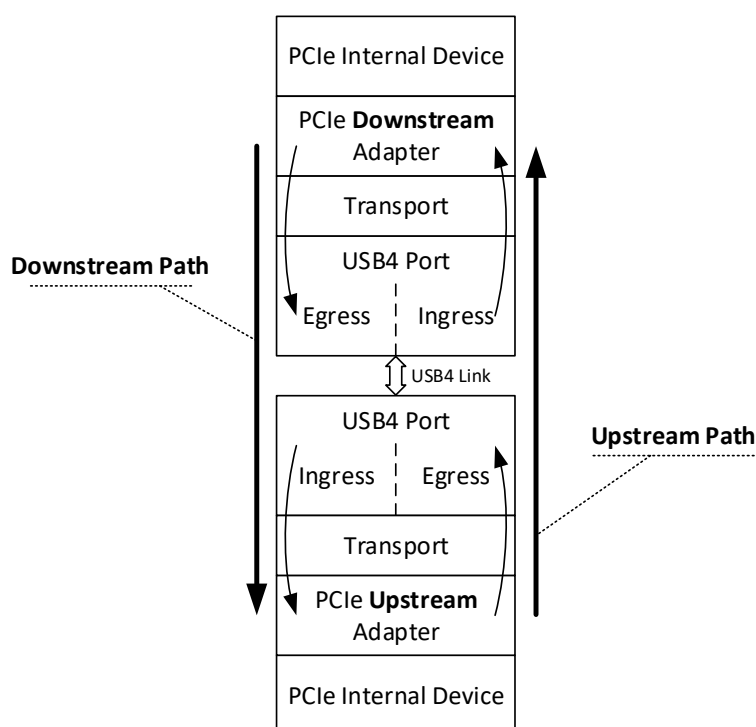 PCIe Internal Device
PCIe Downstream
Adapter
Transport
USB4 Port
Downstream Path
Egress
Ingress
USB4 Link
USB4 Port
Upstream Path
Ingress
Egress
Transport
PCIe Upstream
Adapter
PCIe Internal Device